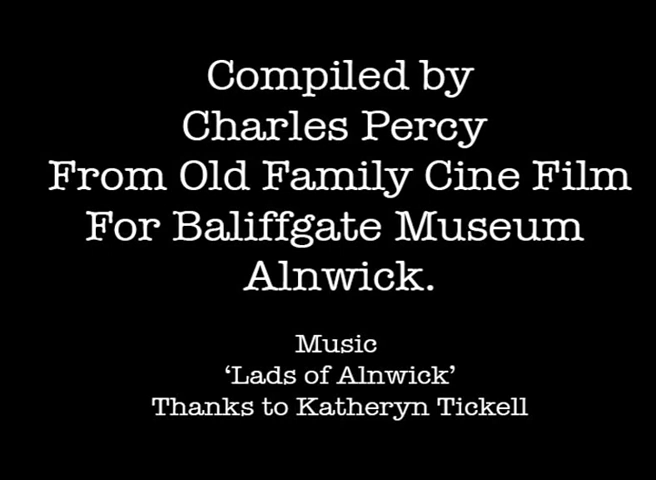 Compiled by
Charles Percy
From Old Family Cine Film
For Baliffgate Museum
Alnwick.
Music
‘Lads of Alnwick’
Thanks to Katheryn Tickell